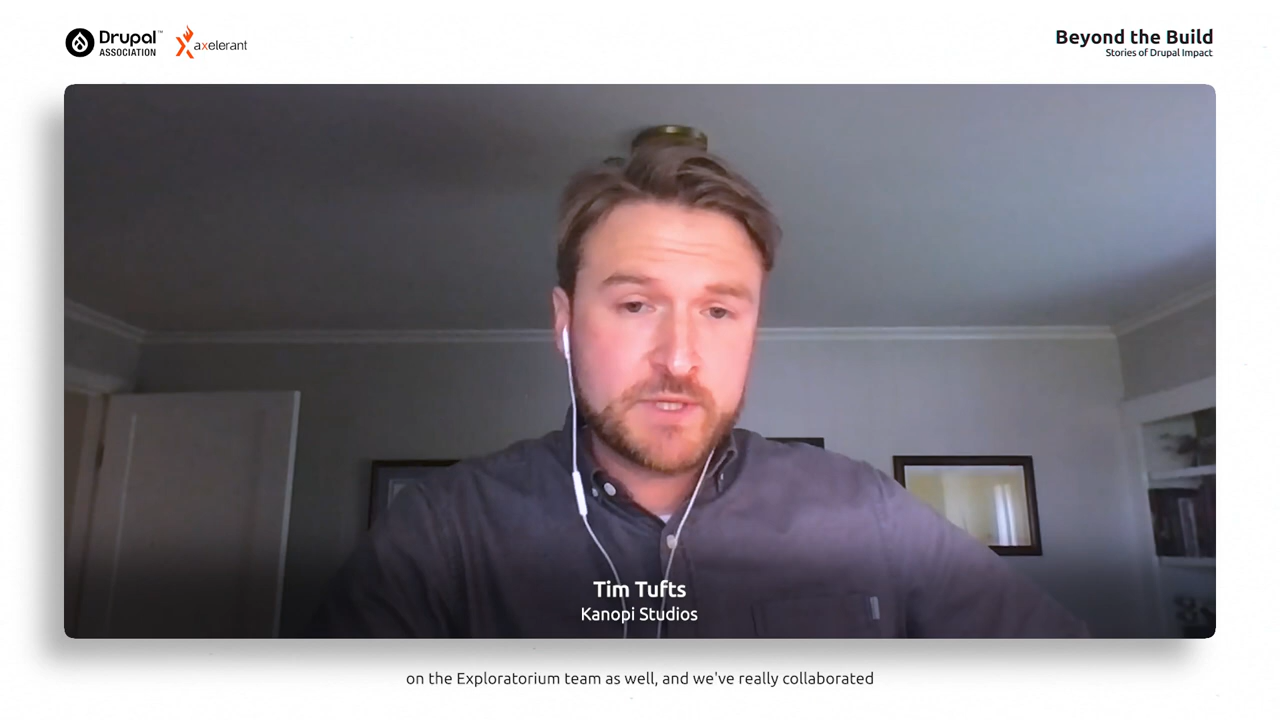 Drupal™
ASSOCIATION
axelerant
Beyond the Build
Stories of Drupal Impact
Tim Tufts
Kanopi Studios
on the Exploratorium team as well, and we've really collaborated